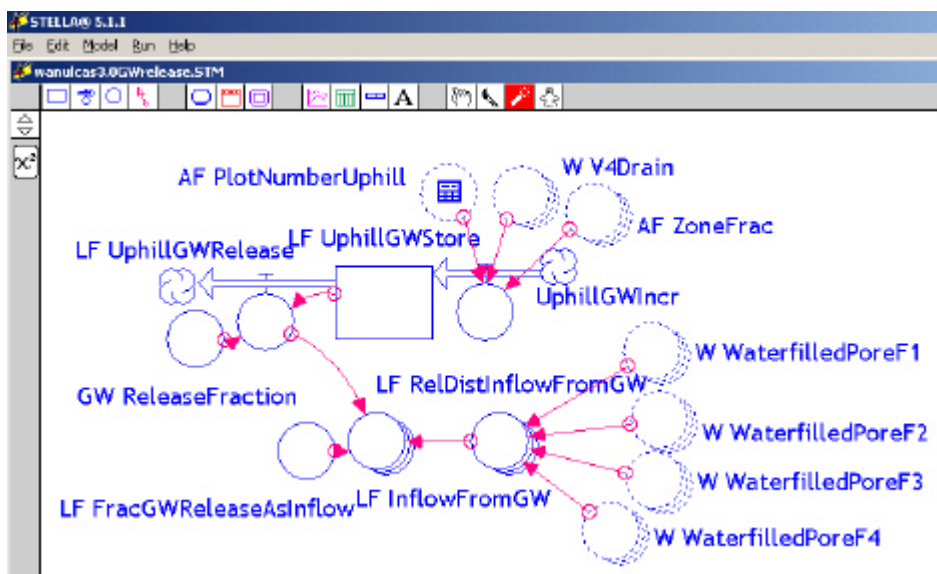 STELLA® 5.1.1
File Edit Model Run Help
wanulcas3.0GWrelease.STM
A
χ²
AF PlotNumberUphill
W V4Drain
AF ZoneFrac
LF UphillGWRelease
LF UphillGWStore
UphillGWIncr
W WaterfilledPoreF1
GW ReleaseFraction
LF RelDistInflowFromGW
W WaterfilledPoreF2
W WaterfilledPoreF3
LF FracGWReleaseAsInflow
LF InflowFromGW
W WaterfilledPoreF4